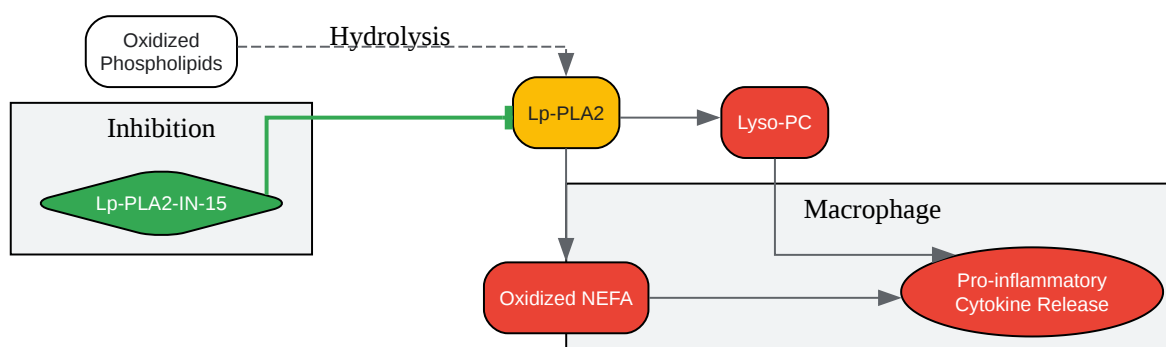 Oxidized
Phospholipids
Hydrolysis
Lp-PLA2
Lyso-PC
Inhibition
Lp-PLA2-IN-15
Macrophage
Oxidized NEFA
Pro-inflammatory
Cytokine Release